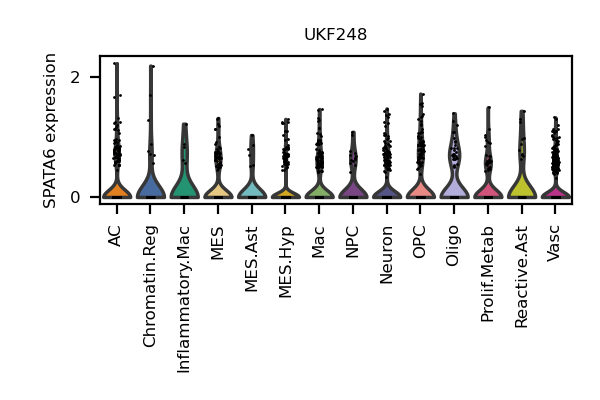 UKF248
SPATA6 expression
2
0
AC
Chromatin.Reg
Inflammatory.Mac
MES
MES.Ast
MES.Hyp
Mac
NPC
Neuron
OPC
Oligo
Prolif.Metab
Reactive.Ast
Vasc